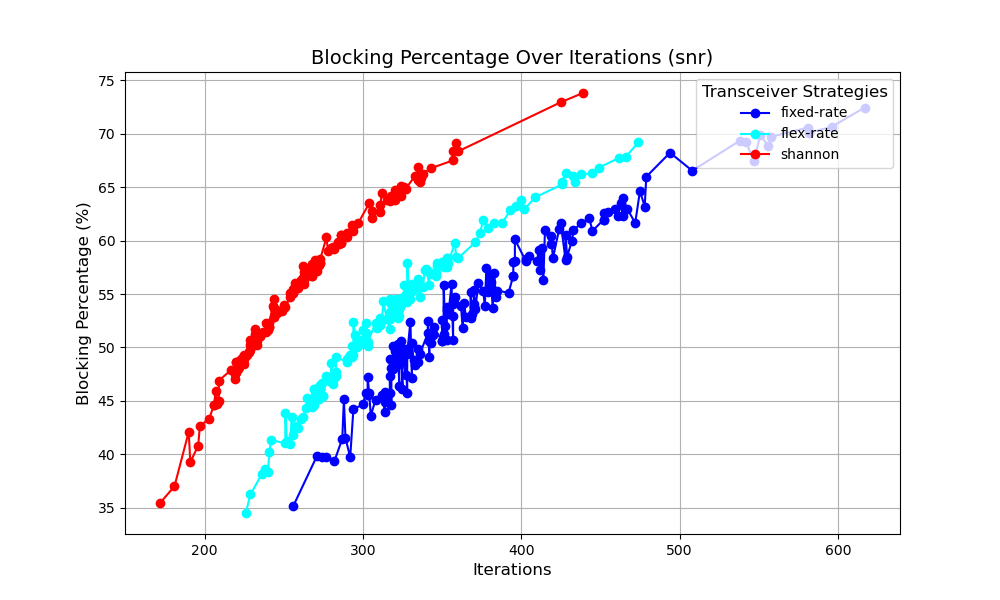 Blocking Percentage Over Iterations (snr)
Transceiver Strategies
fixed-rate
flex-rate
shannon
Blocking Percentage (%)
75
70
65
60
55
50
45
40
35
200 300 400 500 600
Iterations